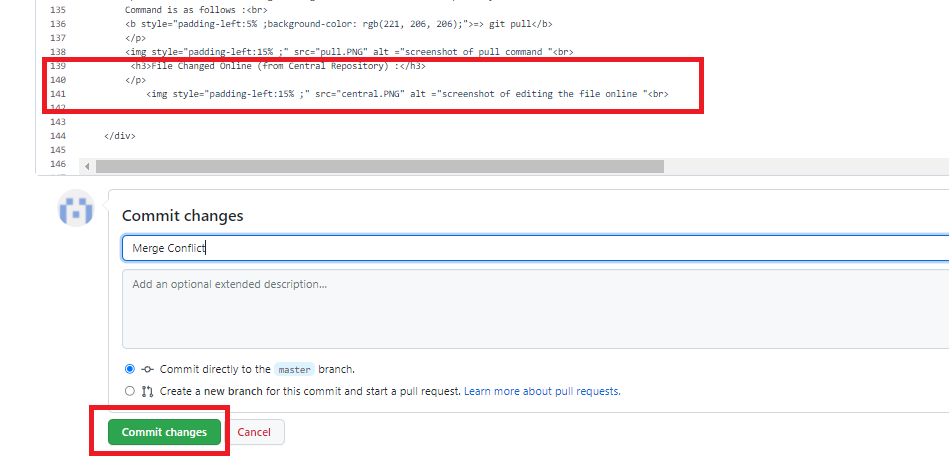 135 Command is as follows :<br>
136 <b style="padding-left:5% ;background-color: rgb(221, 206, 206);">=> git pull</b>
137 </p>
138 <img style="padding-left:15% ;" src="pull.PNG" alt ="screenshot of pull command "<br>
139 <h3>File Changed Online (from Central Repository) :</h3>
140 </p>
141 <img style="padding-left:15% ;" src="central.PNG" alt ="screenshot of editing the file online "<br>
142
143
144 </div>
145
146
Commit changes
Merge Conflict
Add an optional extended description...
Commit directly to the master branch.
Create a new branch for this commit and start a pull request. Learn more about pull requests.
Commit changes Cancel